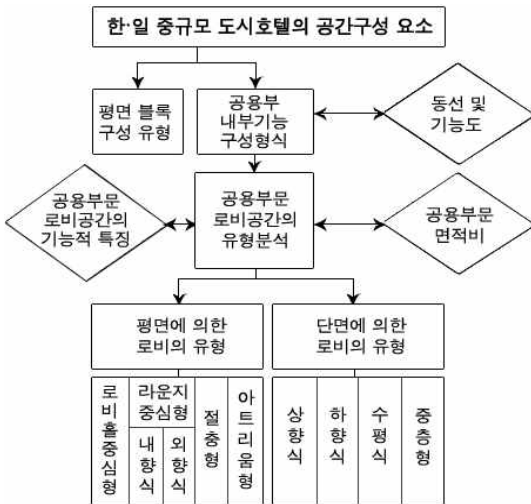 한·일 중규모 도시호텔의 공간구성 요소
평면 블록
구성 유형
공용부
내부기능
구성형식
동선 및
기능도
공용부문
로비공간의
기능적 특징
공용부문
로비공간의
유형분석
공용부문
면적비
평면에 의한
로비의 유형
단면에 의한
로비의 유형
로비홀중심형
라운지
중심형
내향식
외향식
절충형
아트리움형
상향식
하향식
수평식
중층형